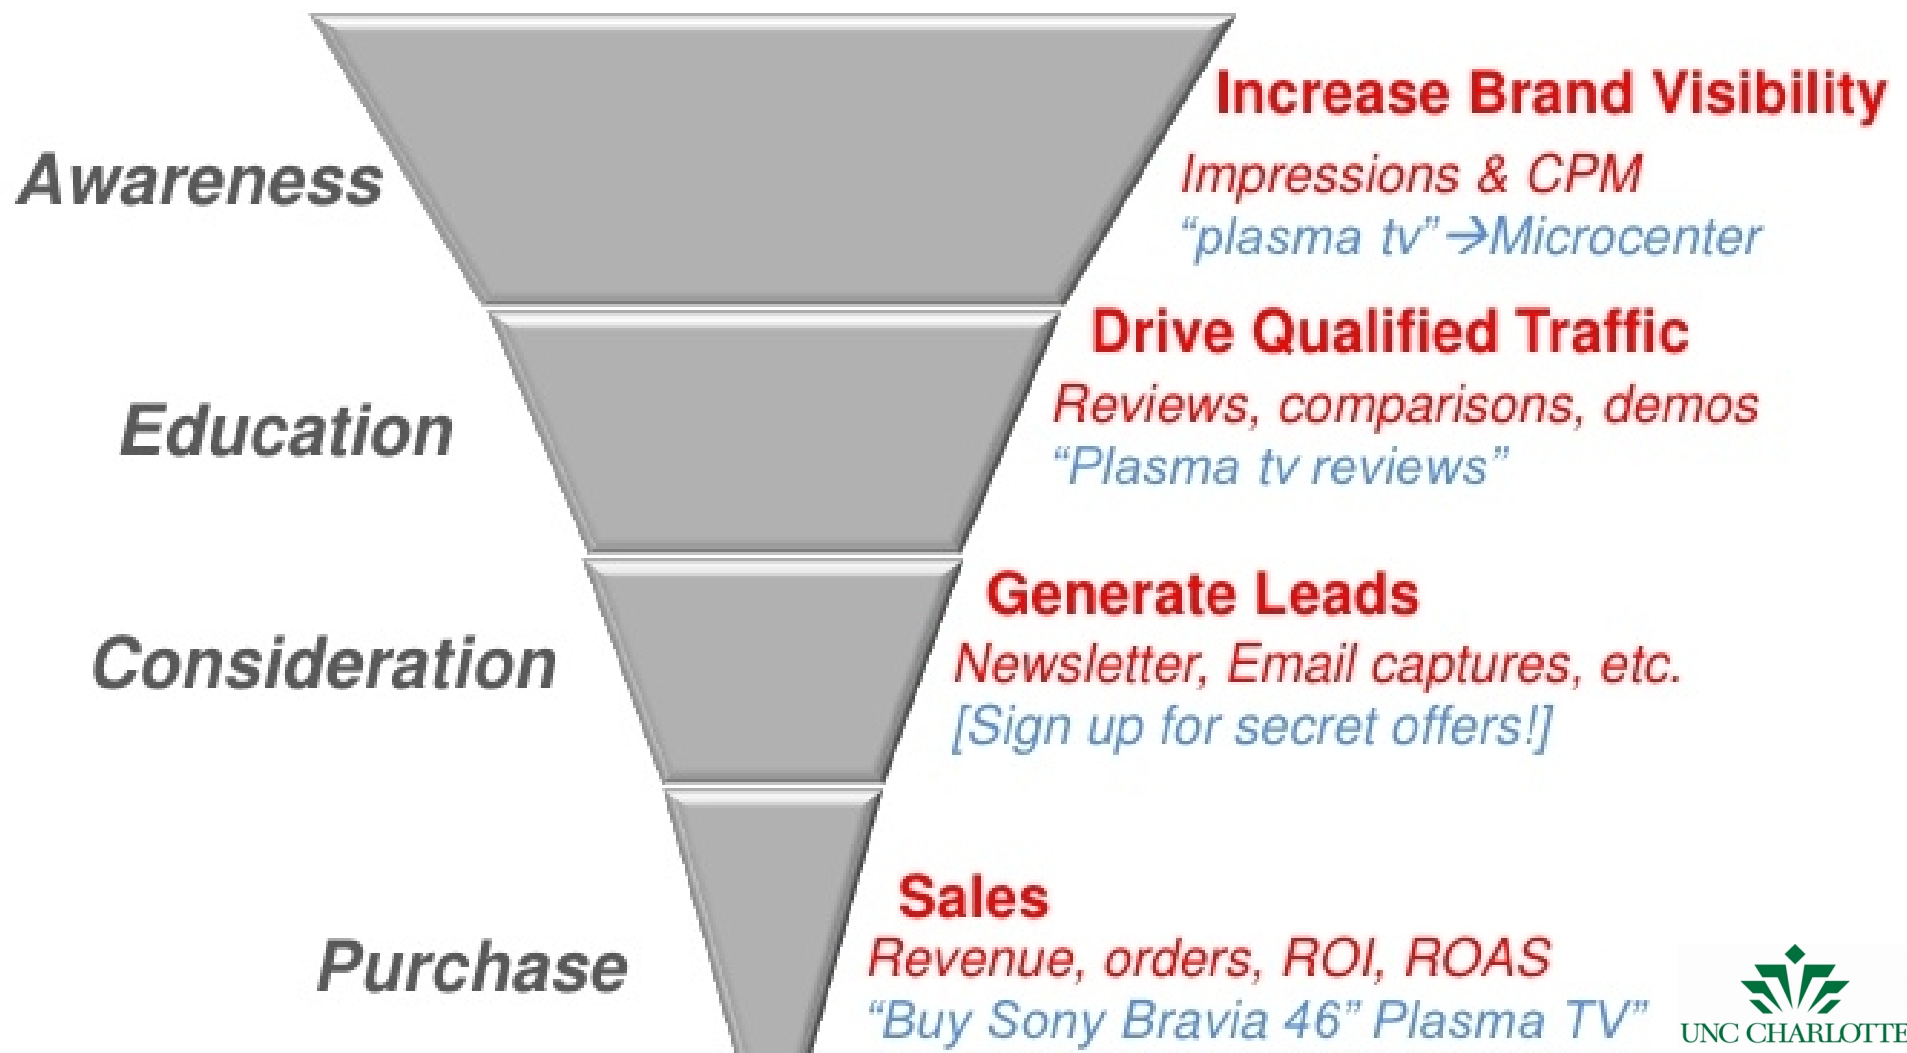 Increase Brand Visibility
Awareness
Impressions & CPM
“plasma tv”→Microcenter
Drive Qualified Traffic
Education
Reviews, comparisons, demos
“Plasma tv reviews”
Generate Leads
Consideration
Newsletter, Email captures, etc.
[Sign up for secret offers!]
Sales
Purchase
Revenue, orders, ROI, ROAS
“Buy Sony Bravia 46” Plasma TV”
UNC CHARLOTTE